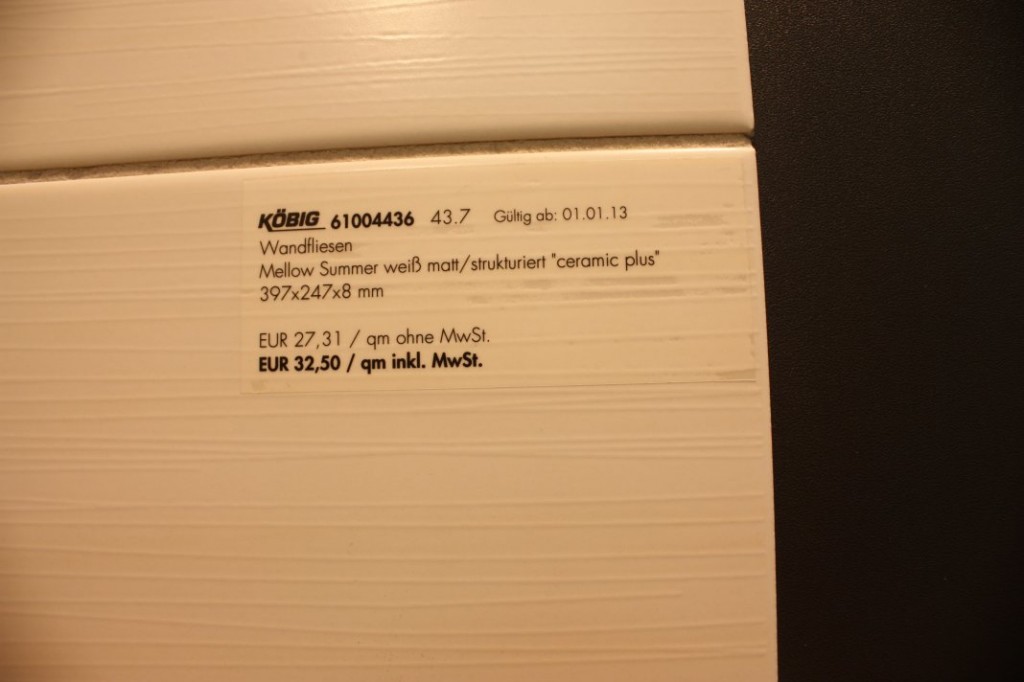 KÖBIG 61004436 43.7 Gültig ab: 01.01.13
Wandfliesen
Mellow Summer weiß matt/strukturiert "ceramic plus"
397x247x8 mm
EUR 27,31 / qm ohne MwSt.
EUR 32,50 / qm inkl. MwSt.